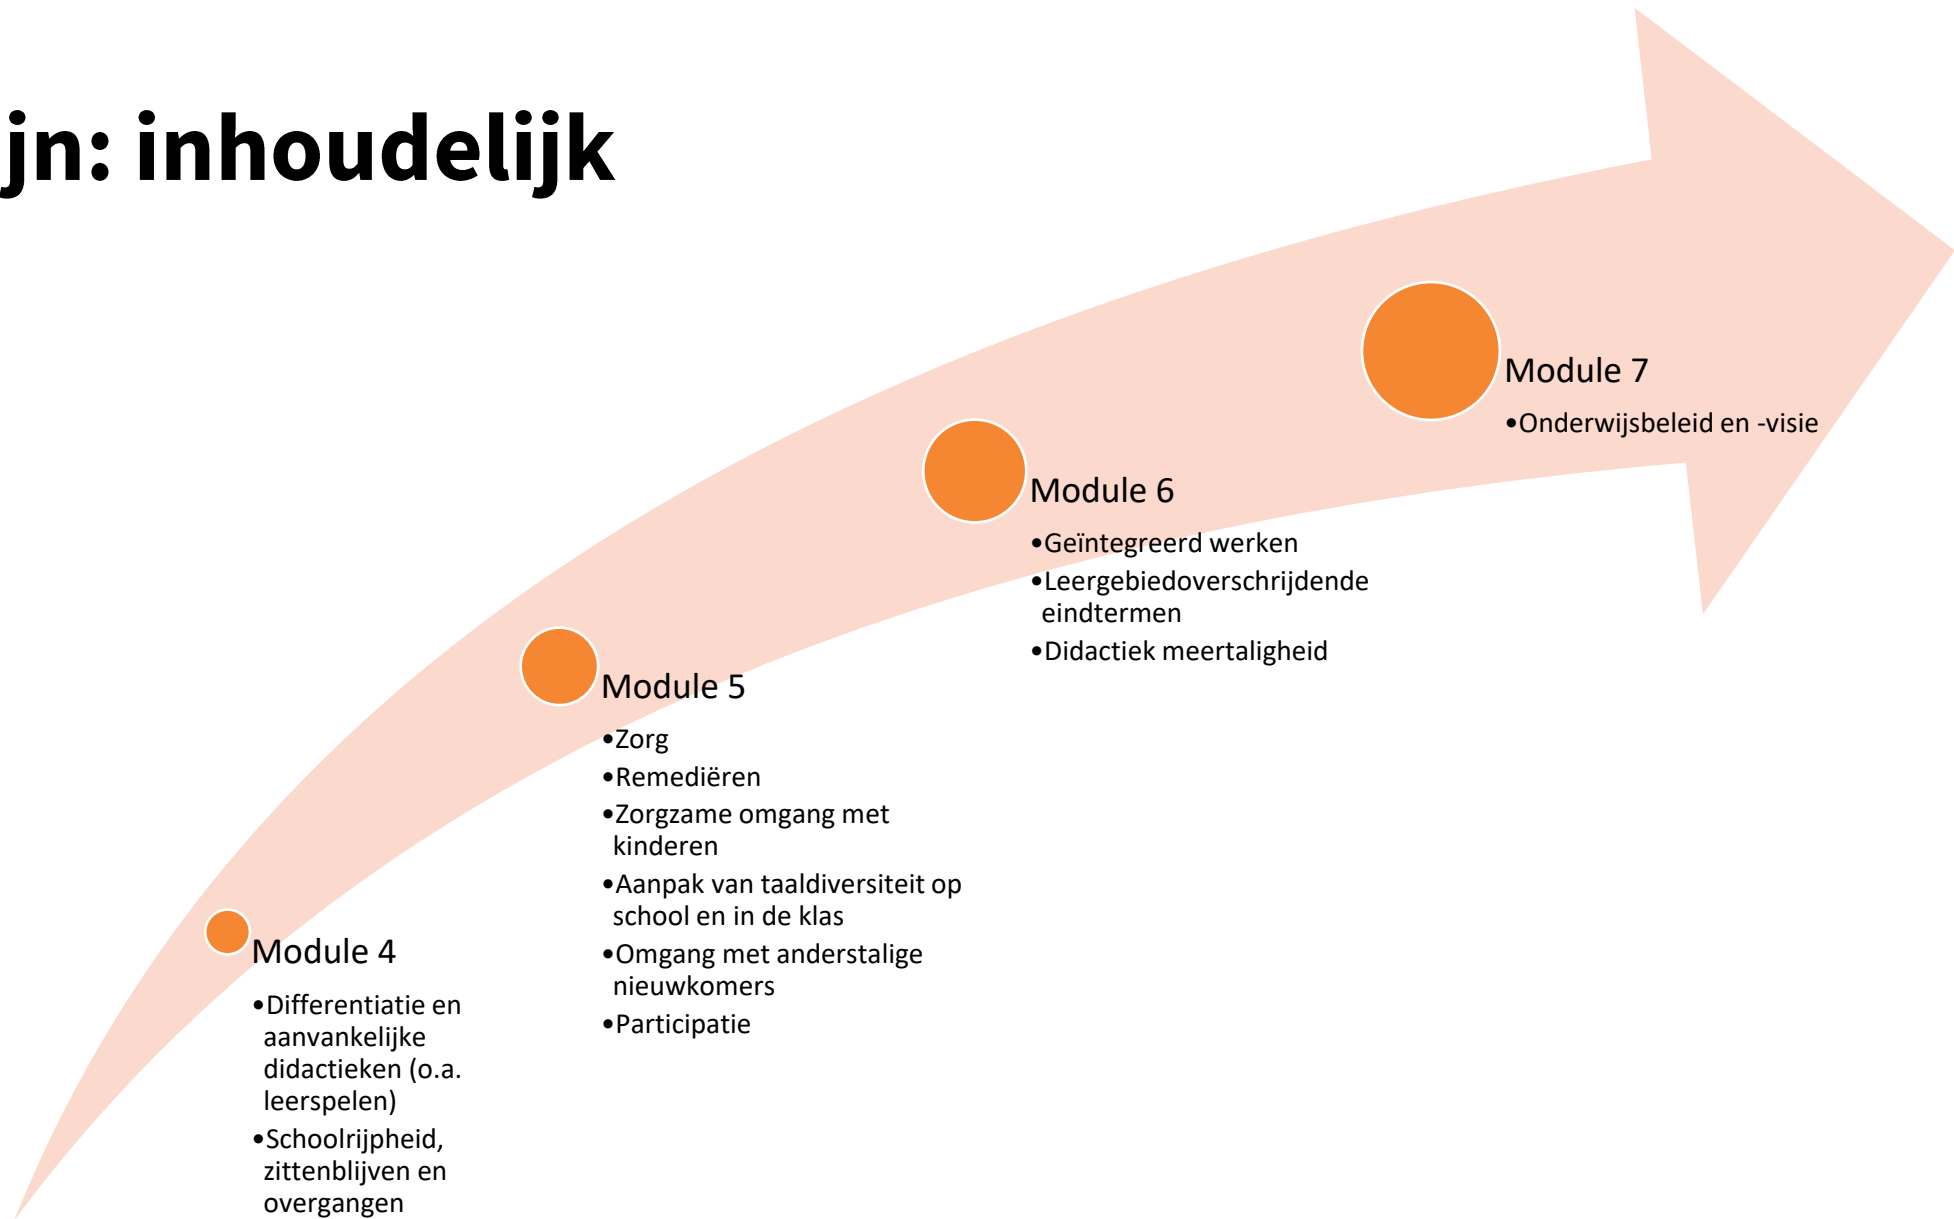 jn: inhoudelijk
Module 4
•Differentiatie en
aanvankelijke
didactieken (o.a.
leerspelen)
•Schoolrijpheid,
zittenblijven en
overgangen
Module 5
•Zorg
•Remediëren
•Zorgzame omgang met
kinderen
•Aanpak van taaldiversiteit op
school en in de klas
•Omgang met anderstalige
nieuwkomers
•Participatie
Module 6
•Geïntegreerd werken
•Leergebiedoverschrijdende
eindtermen
•Didactiek meertaligheid
Module 7
•Onderwijsbeleid en -visie